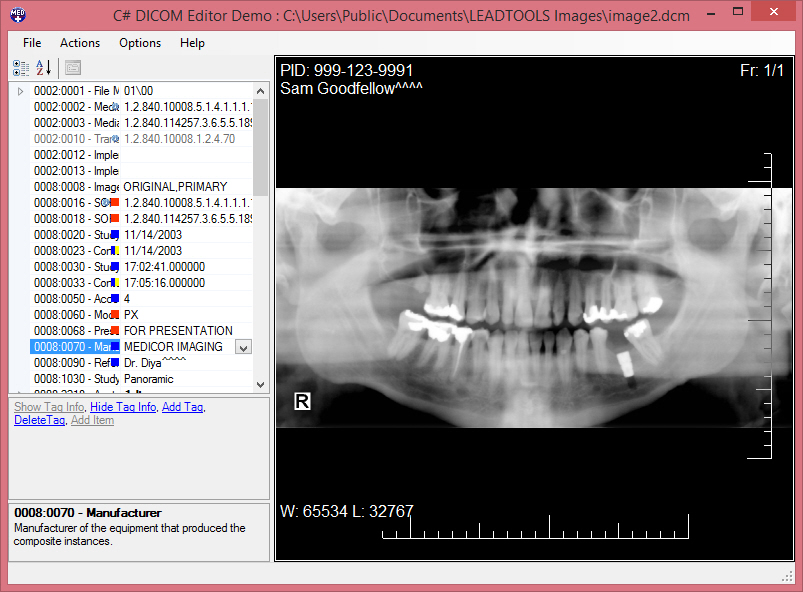 C# DICOM Editor Demo : C:\Users\Public\Documents\LEADTOOLS Images\image2.dcm
File Actions Options Help
0002:0001 - File M 01\00
0002:0002 - Media 1.2.840.10008.5.1.4.1.1.1.
0002:0003 - Media 1.2.840.114257.3.6.5.5.185
0002:0010 - Trans 1.2.840.10008.1.2.4.70
0002:0012 - Imple
0002:0013 - Imple
0008:0008 - Image ORIGINAL,PRIMARY
0008:0016 - SO 1.2.840.10008.5.1.4.1.1.1.
0008:0018 - SO 1.2.840.114257.3.6.5.5.185
0008:0020 - Stu 11/14/2003
0008:0023 - Con 11/14/2003
0008:0030 - Stu 17:02:41.000000
0008:0033 - Con 17:05:16.000000
0008:0050 - Acc 4
0008:0060 - Mod PX
0008:0068 - Pres FOR PRESENTATION
0008:0070 - Man MEDICOR IMAGING
0008:0090 - Ref Dr. Diya^^^^
0008:1030 - Study Panoramic
Show Tag Info, Hide Tag Info, Add Tag,
DeleteTag, Add Item
0008:0070 - Manufacturer
Manufacturer of the equipment that produced the
composite instances.
PID: 999-123-9991 Fr: 1/1
Sam Goodfellow^^^^
R
W: 65534 L: 32767